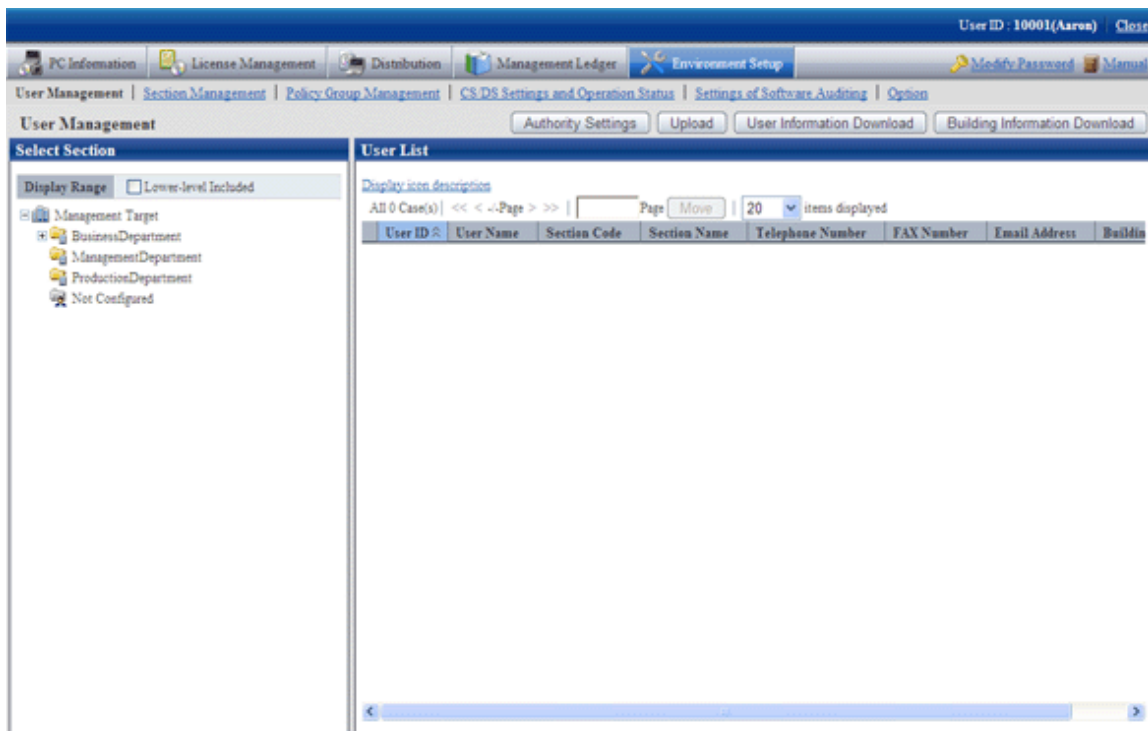 User ID : 10001(Aaron) Close
PC Information License Management Distribution Management Ledger Environment Setup Modify Password Manual
User Management | Section Management | Policy Group Management | CS/DS Settings and Operation Status | Settings of Software Auditing | Option
User Management Authority Settings Upload User Information Download Building Information Download
Select Section
Display Range Lower-level Included
Management Target
BusinessDepartment
ManagementDepartment
ProductionDepartment
Not Configured
User List
Display icon description
All 0 Case(s) | << < -/-Page > >> | Page Move | 20 items displayed
User ID User Name Section Code Section Name Telephone Number FAX Number Email Address Buildin